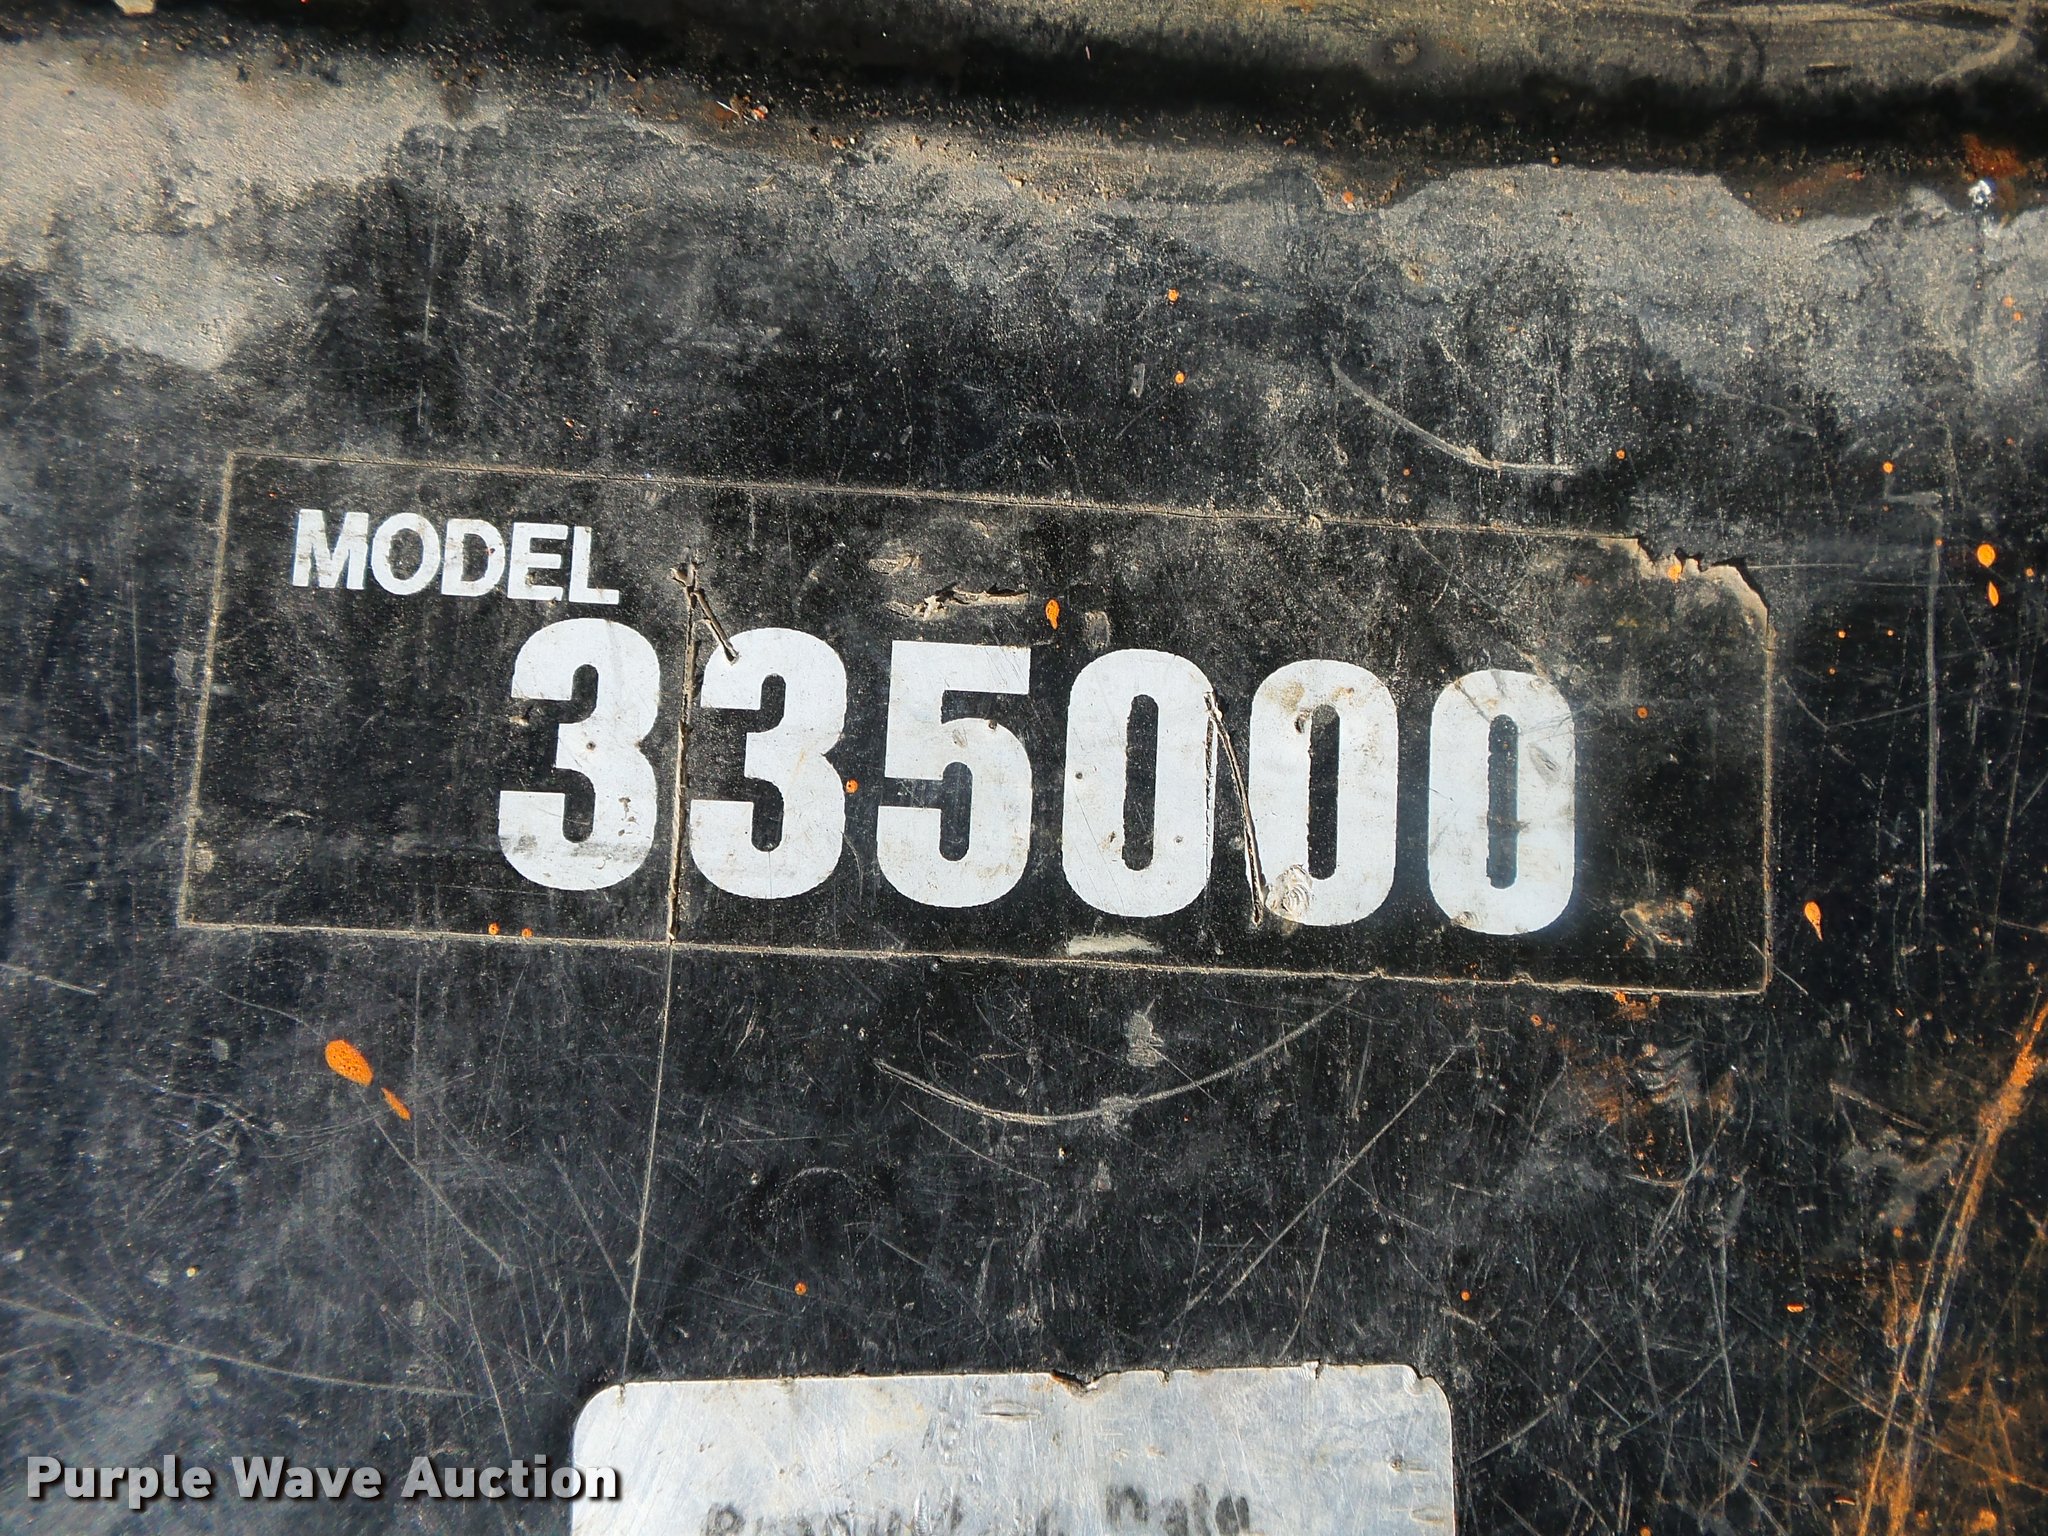 MODEL
335000
Purple Wave Auction